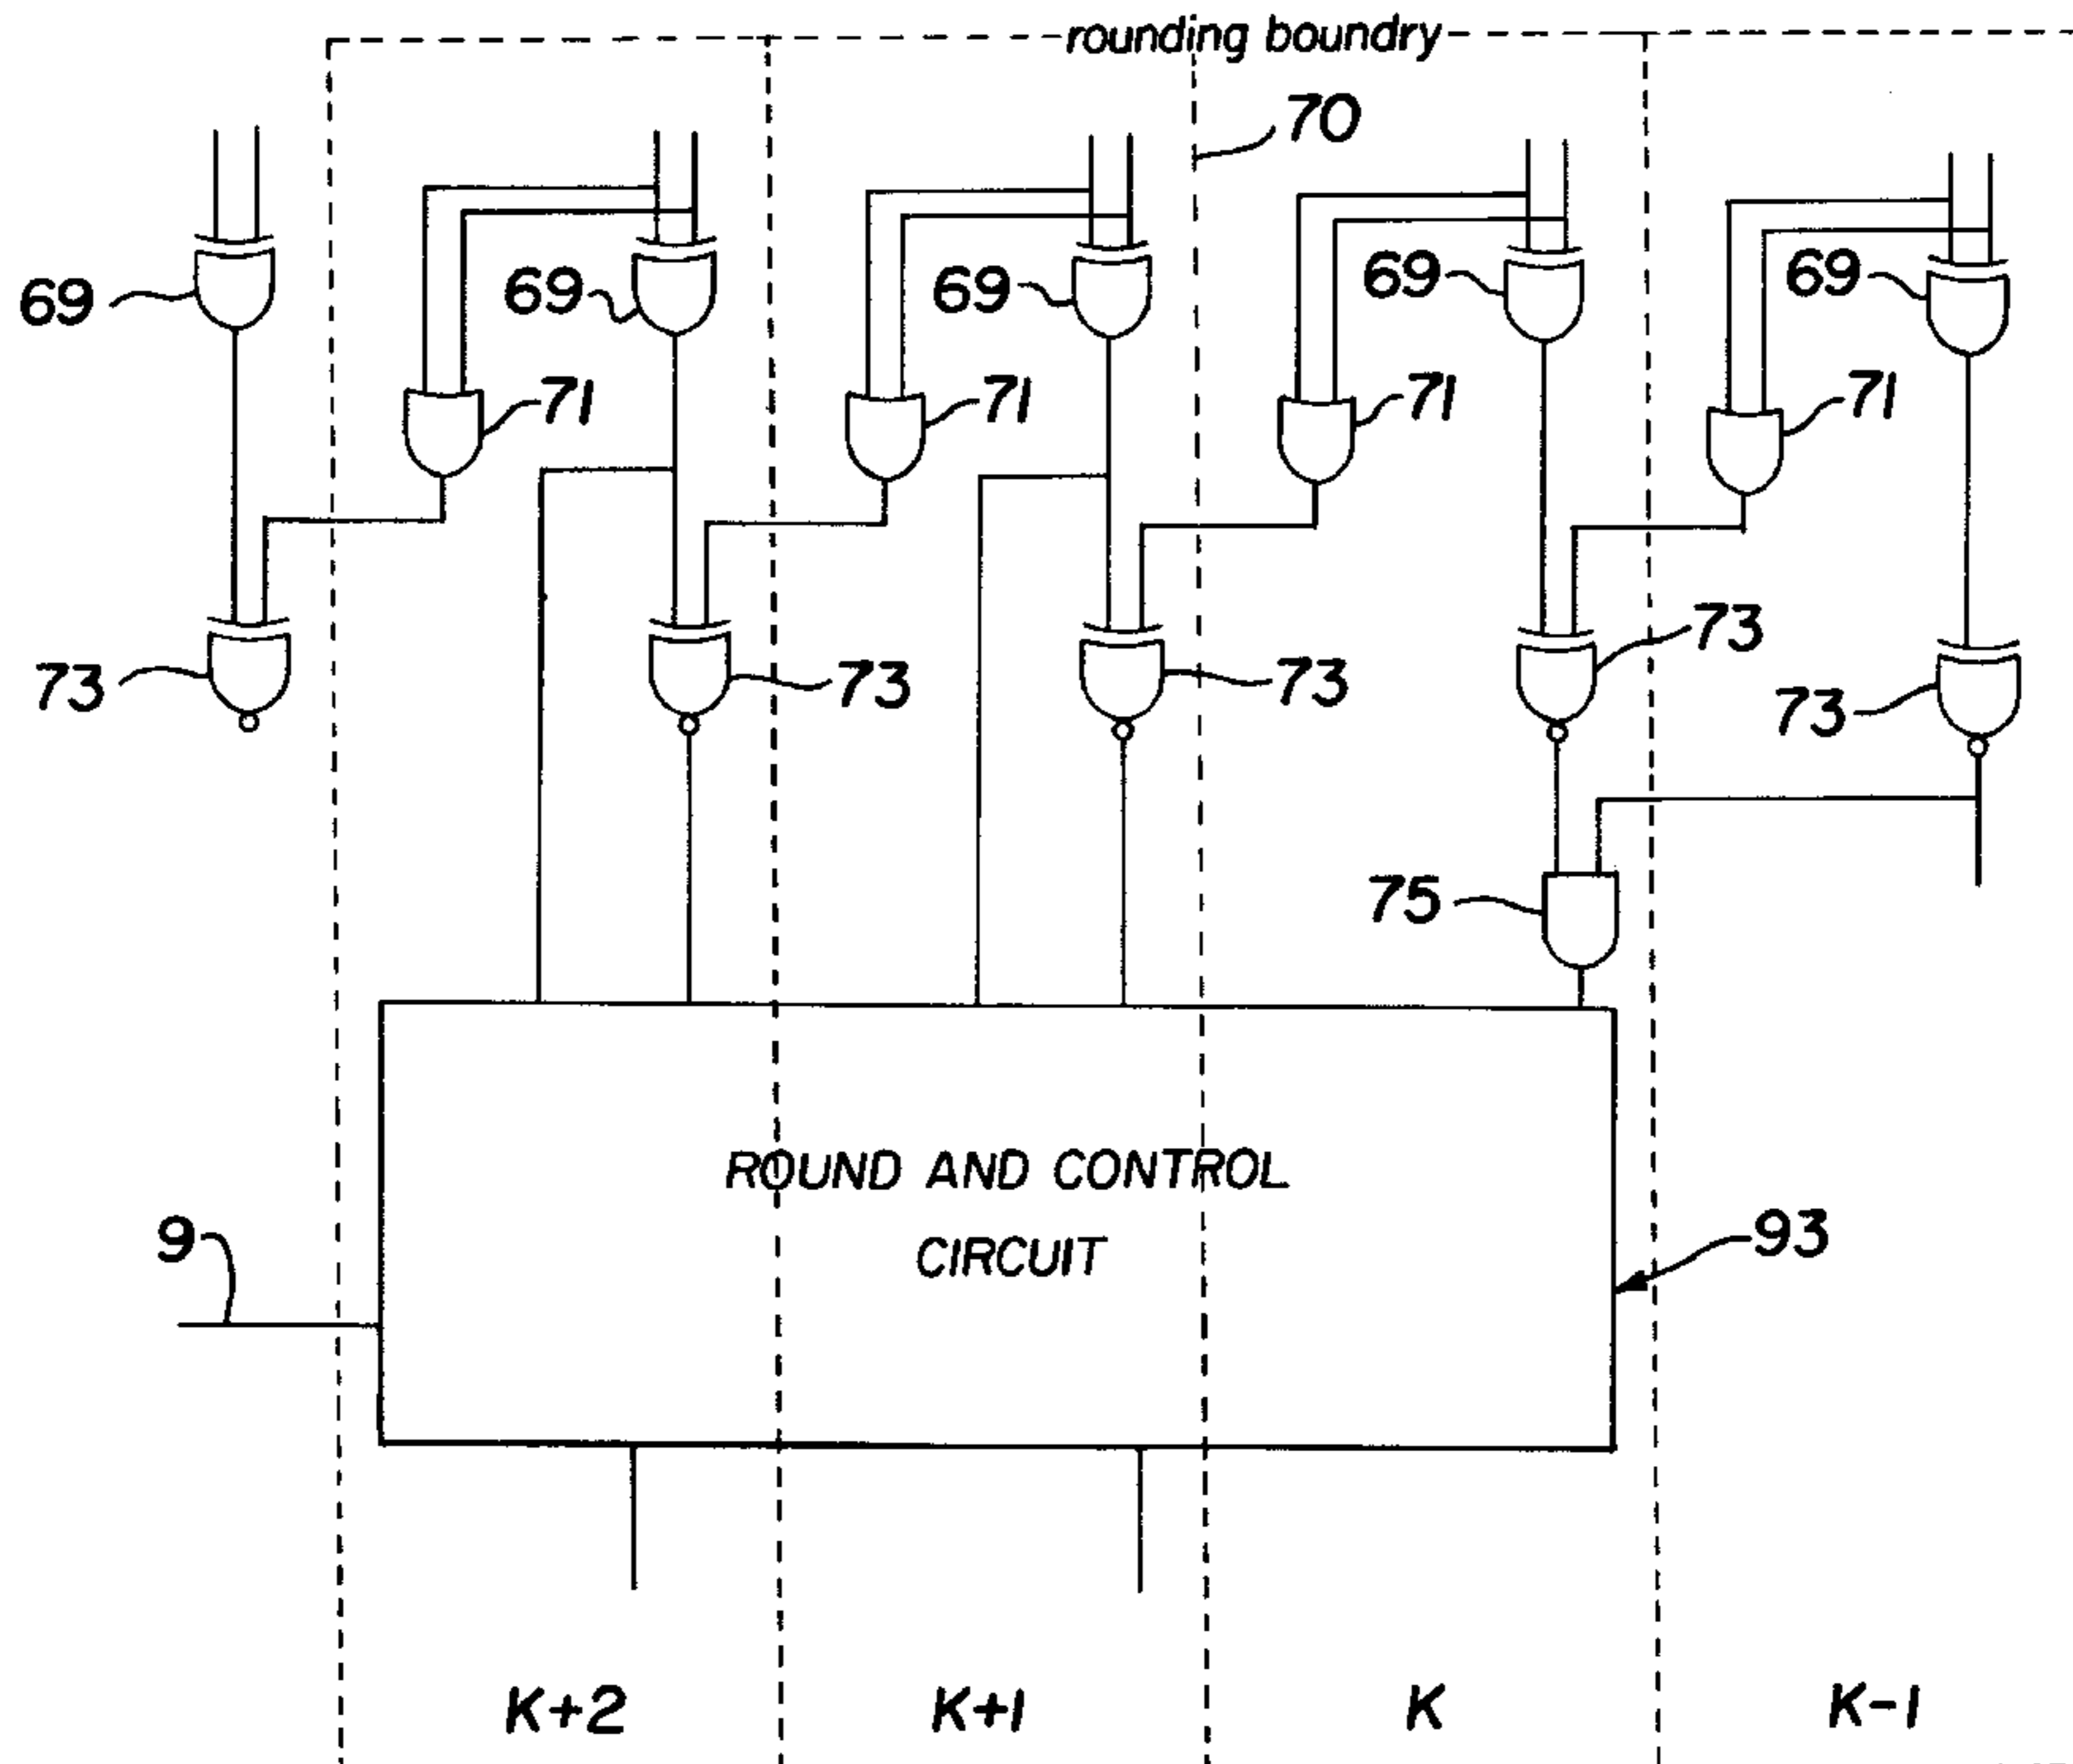 rounding boundry
70
69
69
69
69
69
71
71
71
71
73
73
73
73
73
75
ROUND AND CONTROL
CIRCUIT
9
93
K+2
K+1
K
K-1